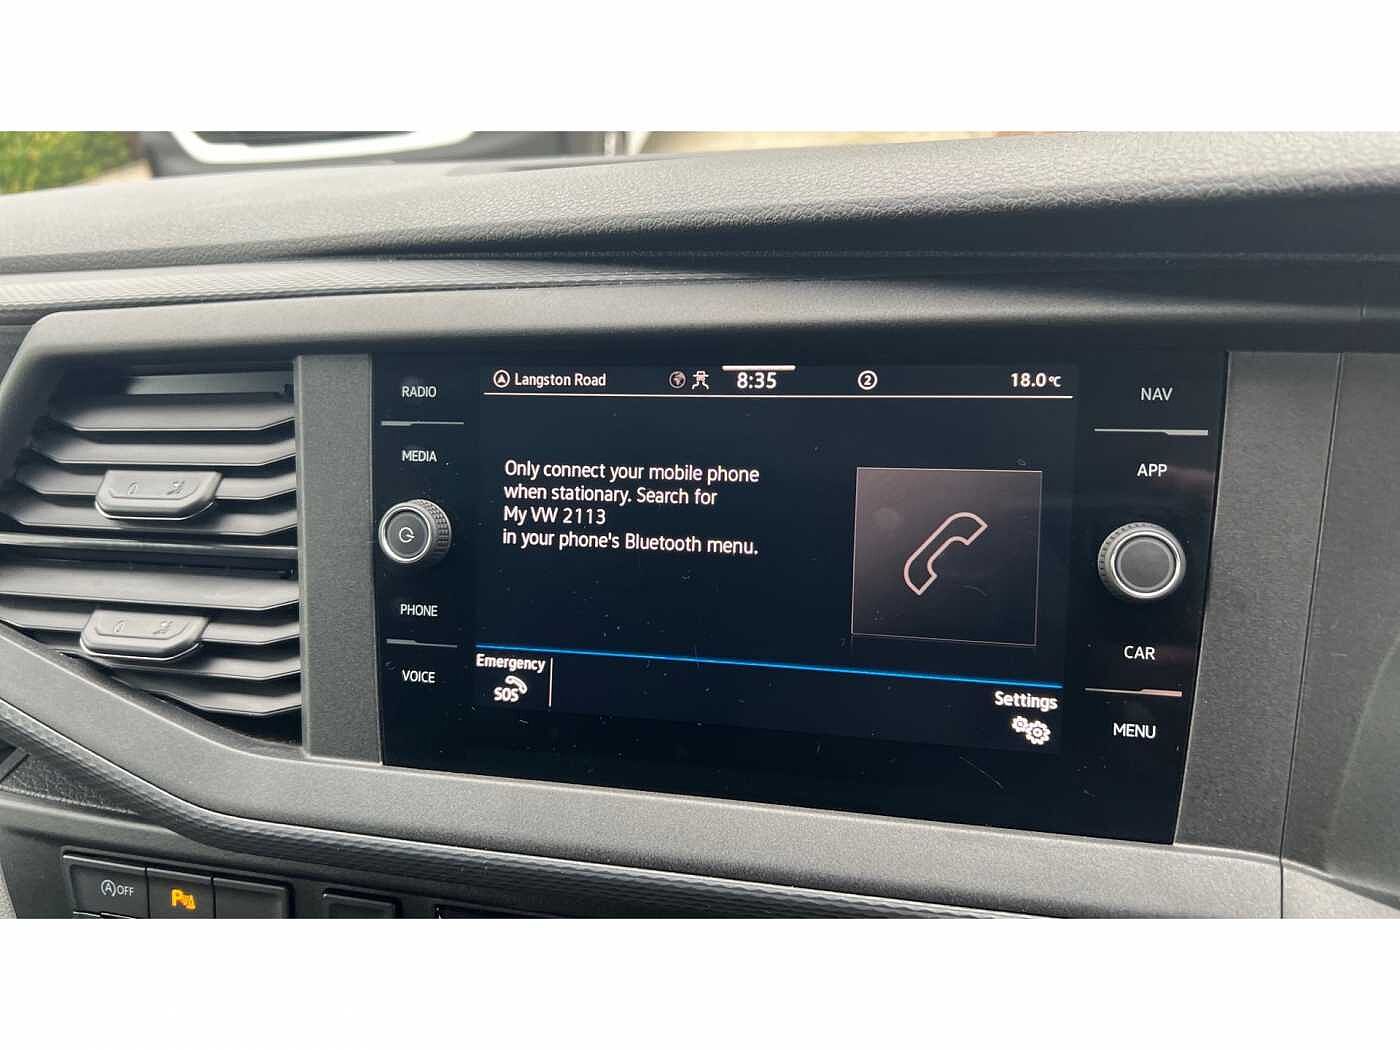 Langston Road 8:35 2 18.0°C
RADIO
MEDIA
PHONE
VOICE
Only connect your mobile phone
when stationary. Search for
My VW 2113
in your phone's Bluetooth menu.
Emergency
SOS
Settings
NAV
APP
CAR
MENU
A OFF
P